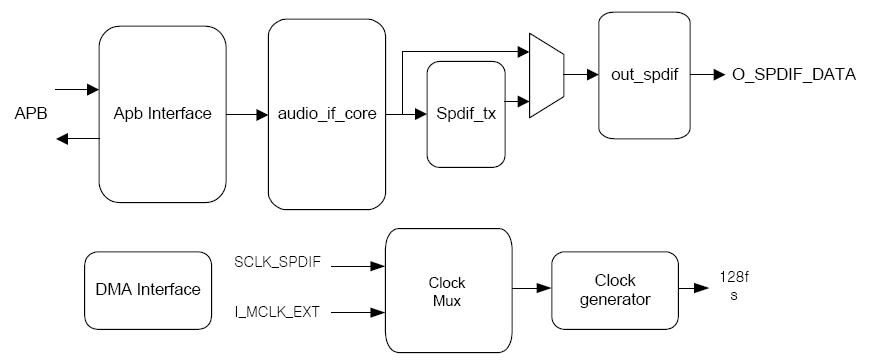 APB
Apb Interface
audio_if_core
Spdif_tx
out_spdif
O_SPDIF_DATA
DMA Interface
SCLK_SPDIF
I_MCLK_EXT
Clock
Mux
Clock
generator
128f
s